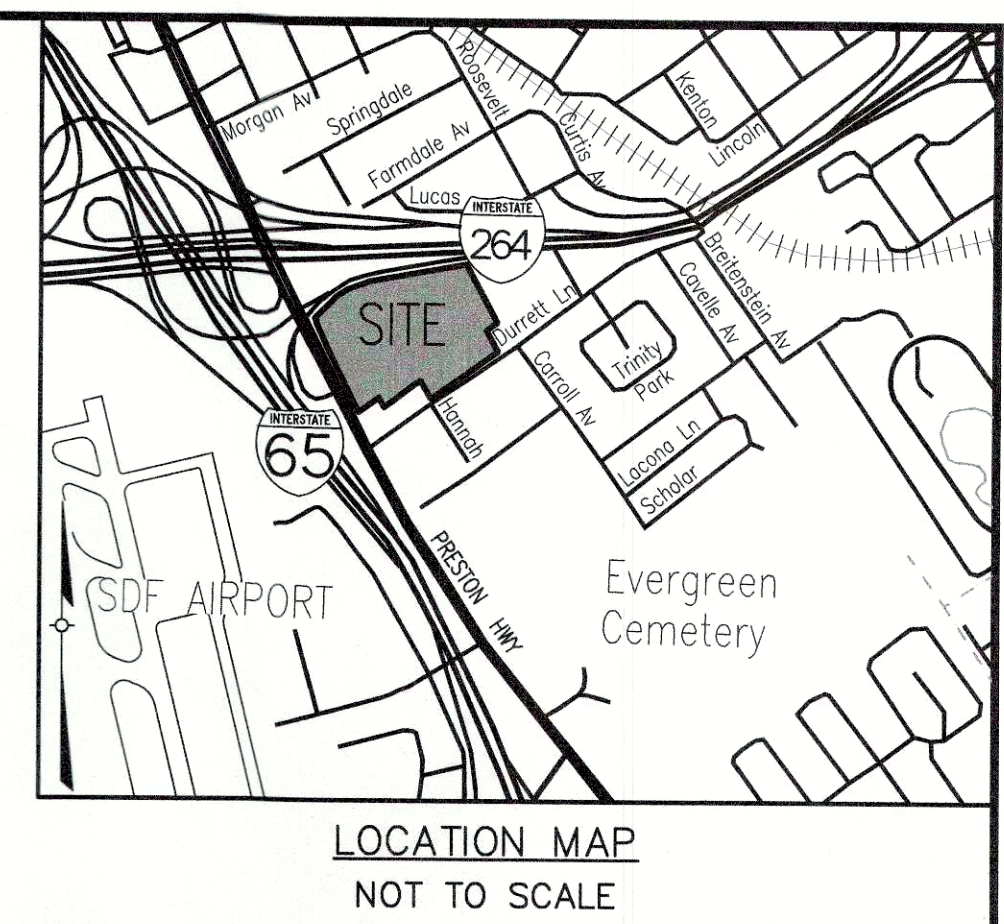 Morgan Av
Springdale
Roosevelt
Farmdale Av
Lucas
Curtis Av
Kenton
Lincoln
INTERSTATE
264
SITE
Durrett Ln
Breitenstein Av
Cavelle Av
Trinity
Park
Carroll Av
Hannah
INTERSTATE
65
Lacona Ln
Scholar
PRESTON HWY
SDF AIRPORT
Evergreen
Cemetery
LOCATION MAP
NOT TO SCALE